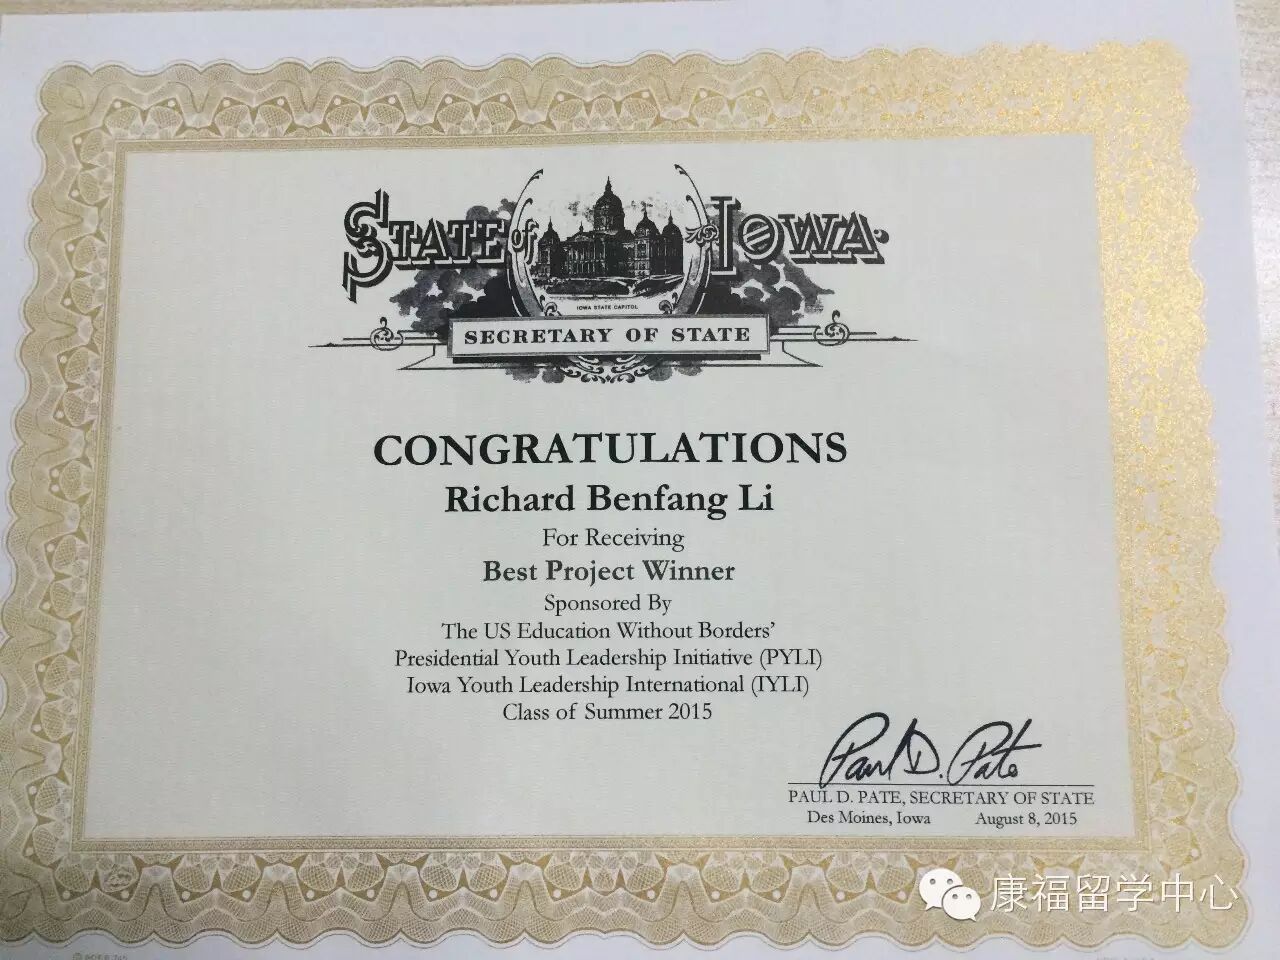 STATE of IOWA
IOWA STATE CAPITOL
SECRETARY OF STATE
CONGRATULATIONS
Richard Benfang Li
For Receiving
Best Project Winner
Sponsored By
The US Education Without Borders'
Presidential Youth Leadership Initiative (PYLI)
Iowa Youth Leadership International (IYLI)
Class of Summer 2015
Paul D. Pate
PAUL D. PATE, SECRETARY OF STATE
Des Moines, Iowa August 8, 2015
康福留学中心